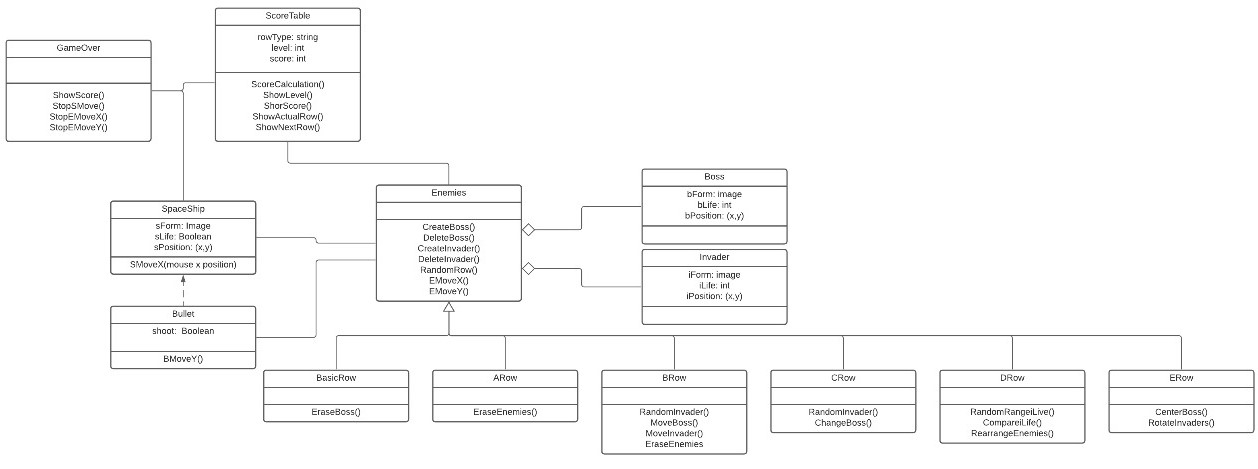 ScoreTable
rowType: string
level: int
score: int
ScoreCalculation()
ShowLevel()
ShorScore()
ShowActualRow()
ShowNextRow()
GameOver
ShowScore()
StopSMove()
StopEMoveX()
StopEMoveY()
Enemies
CreateBoss()
DeleteBoss()
CreateInvader()
DeleteInvader()
RandomRow()
EMoveX()
EMoveY()
Boss
bForm: image
bLife: int
bPosition: (x,y)
SpaceShip
sForm: Image
sLife: Boolean
sPosition: (x,y)
SMoveX(mouse x position)
Invader
iForm: image
iLife: int
iPosition: (x,y)
Bullet
shoot: Boolean
BMoveY()
BasicRow
EraseBoss()
ARow
EraseEnemies()
BRow
RandomInvader()
MoveBoss()
MoveInvader()
EraseEnemies
CRow
RandomInvader()
ChangeBoss()
DRow
RandomRangeiLive()
CompareiLife()
RearrangeEnemies()
ERow
CenterBoss()
RotateInvaders()